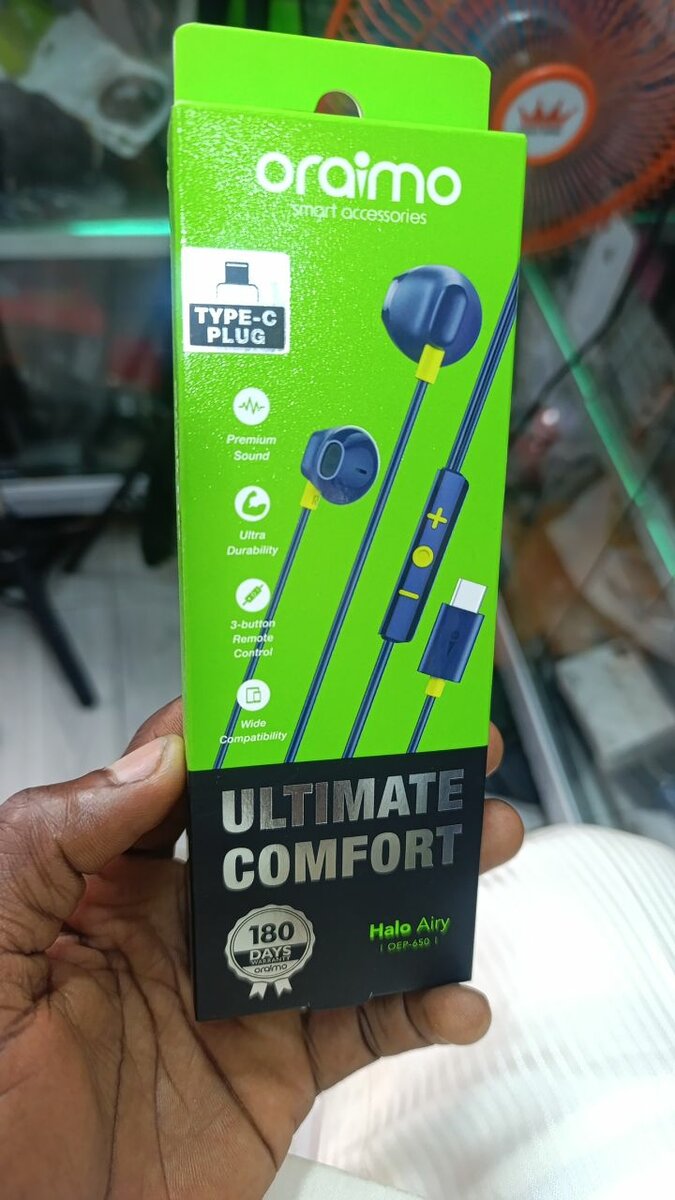 oraimo
smart accessories
TYPE-C
PLUG
Premium
Sound
Ultra
Durability
3-button
Remote
Control
Wide
Compatibility
+
−
ULTIMATE
COMFORT
180
DAYS
WARRANTY
oraimo
Halo Airy
| OEP-650 |